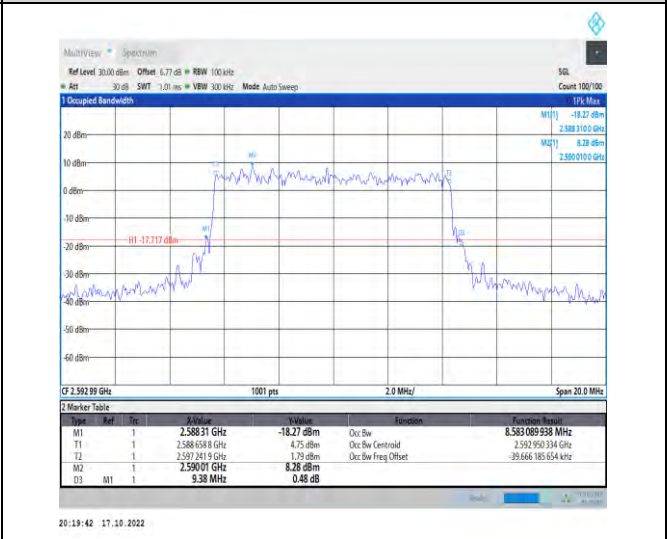 MultiView Spectrum
Ref Level 30.00 dBm Offset 6.77 dB RBW 100 kHz SGL
Att 30 dB SWT 1.01 ms VBW 300 kHz Mode Auto Sweep Count 100/100
1 Occupied Bandwidth 1Pk Max
M1[1] -18.27 dBm
2.588 310 0 GHz
M2[1] 8.28 dBm
2.590 010 0 GHz
20 dBm
10 dBm
0 dBm
-10 dBm
-20 dBm
-30 dBm
-40 dBm
-50 dBm
-60 dBm
M2
T2
M1
D3
H1 -17.717 dBm
CF 2.592 99 GHz 1001 pts 2.0 MHz/ Span 20.0 MHz
2 Marker Table
Type Ref Trc X-Value Y-Value Function Function Result
M1 1 2.588 31 GHz -18.27 dBm Occ Bw 8.583 089 938 MHz
T1 1 2.588 658 8 GHz 4.75 dBm Occ Bw Centroid 2.592 950 334 GHz
T2 1 2.597 241 9 GHz 1.79 dBm Occ Bw Freq Offset -39.666 185 654 kHz
M2 1 2.590 01 GHz 8.28 dBm
D3 M1 1 9.38 MHz 0.48 dB
20:19:42 17.10.2022